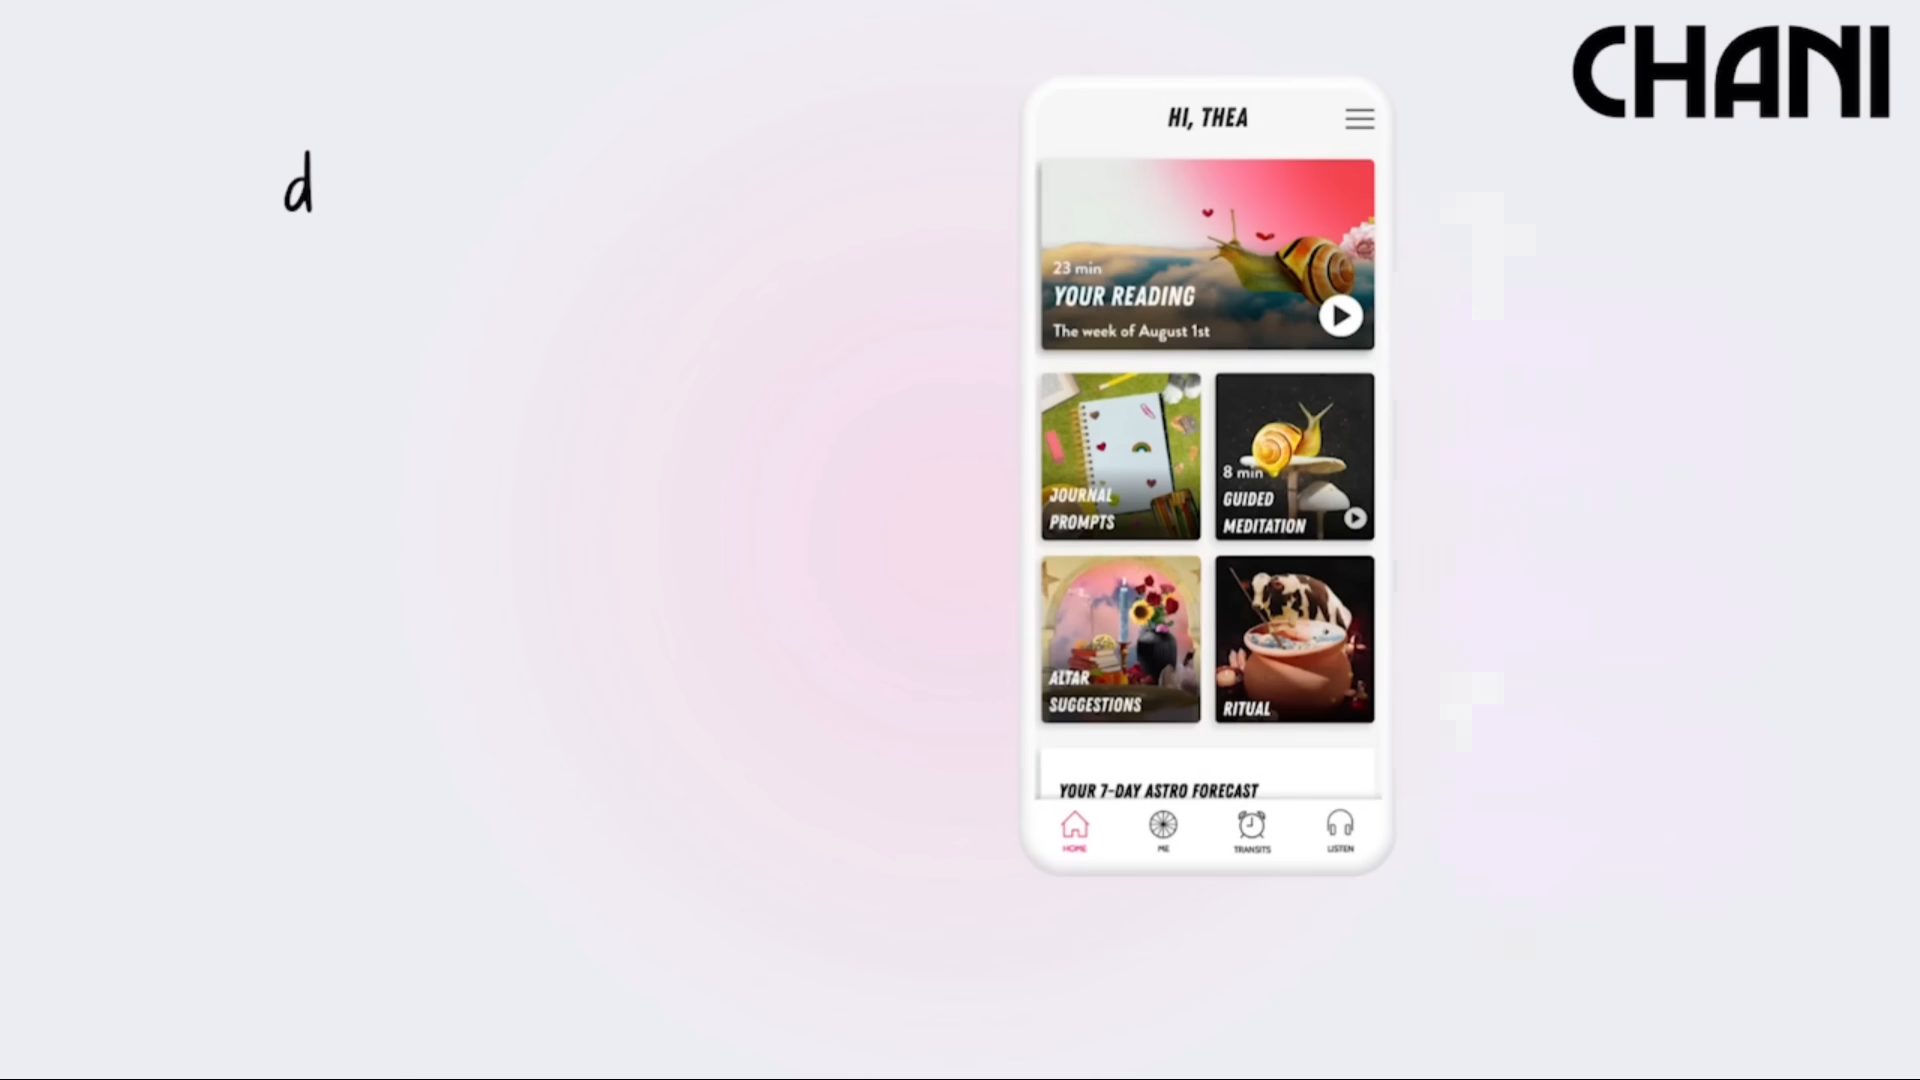 CHANI
d
HI, THEA
23 min
YOUR READING
The week of August 1st
JOURNAL
PROMPTS
8 min
GUIDED
MEDITATION
ALTAR
SUGGESTIONS
RITUAL
YOUR 7-DAY ASTRO FORECAST
HOME
ME
TRANSITS
LISTEN